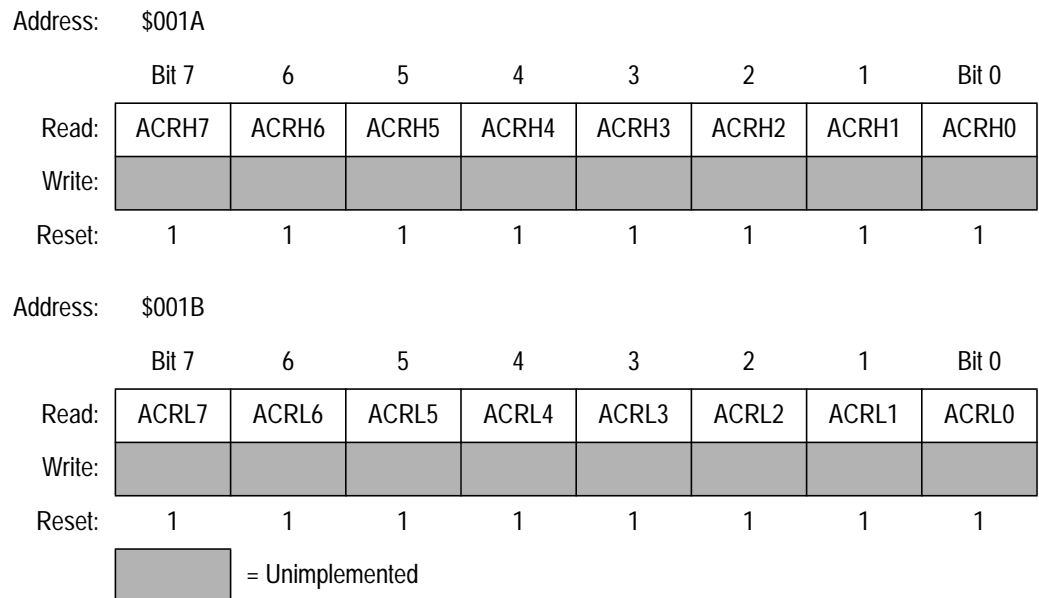 Address: $001A
Bit 7 6 5 4 3 2 1 Bit 0
Read: ACRH7 ACRH6 ACRH5 ACRH4 ACRH3 ACRH2 ACRH1 ACRH0
Write:
Reset: 1 1 1 1 1 1 1 1
Address: $001B
Bit 7 6 5 4 3 2 1 Bit 0
Read: ACRL7 ACRL6 ACRL5 ACRL4 ACRL3 ACRL2 ACRL1 ACRL0
Write:
Reset: 1 1 1 1 1 1 1 1
= Unimplemented